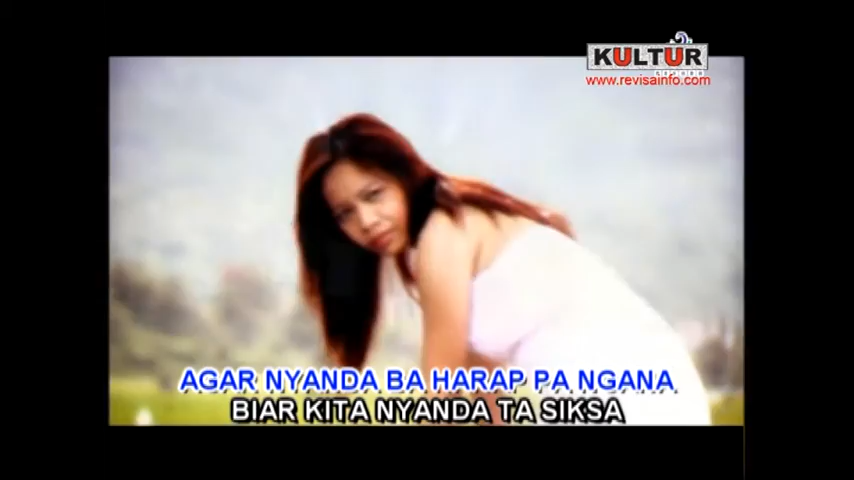 KULTUR
www.revisainfo.com
AGAR NYANDA BA HARAP PA NGANA
BIAR KITA NYANDA TA SIKSA